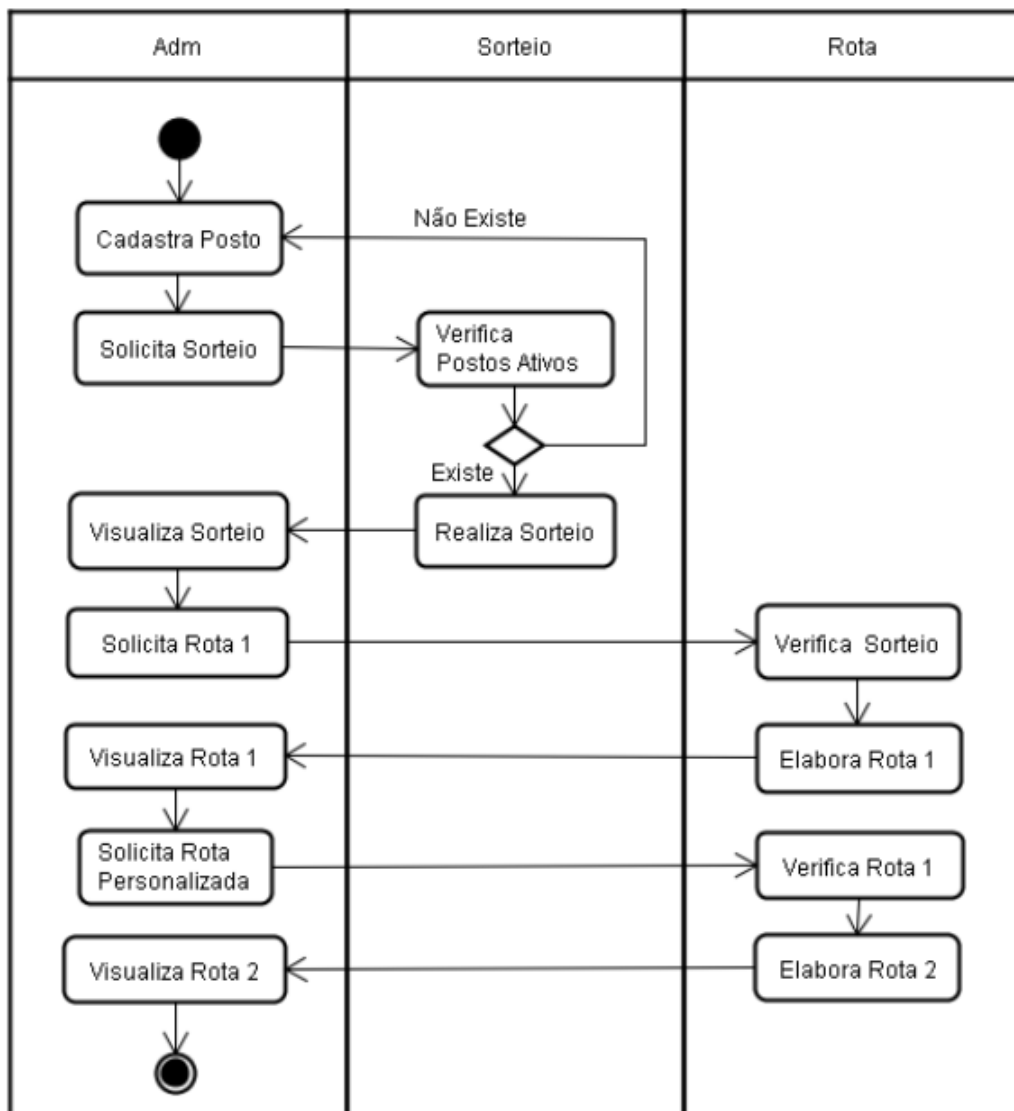 Adm
Sorteio
Rota
Não Existe
Cadastra Posto
Solicita Sorteio
Verifica
Postos Ativos
Existe
Visualiza Sorteio
Realiza Sorteio
Solicita Rota 1
Verifica Sorteio
Visualiza Rota 1
Elabora Rota 1
Solicita Rota
Personalizada
Verifica Rota 1
Visualiza Rota 2
Elabora Rota 2